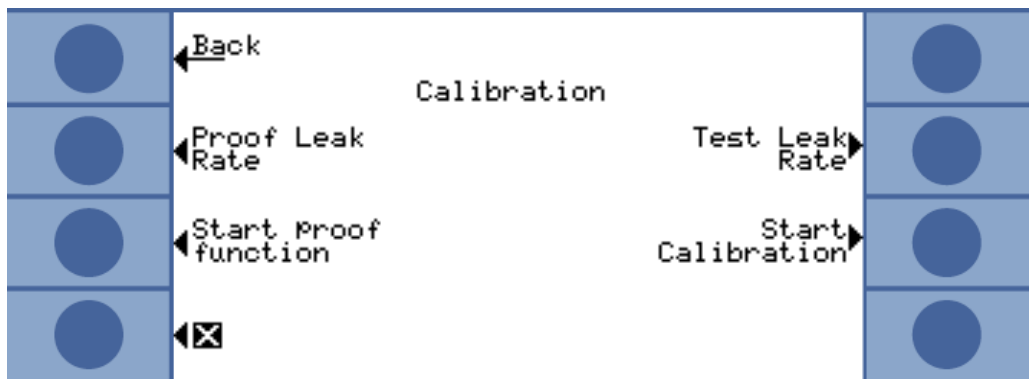 Back
Calibration
Proof Leak
Rate
Test Leak
Rate
Start Proof
function
Start
Calibration